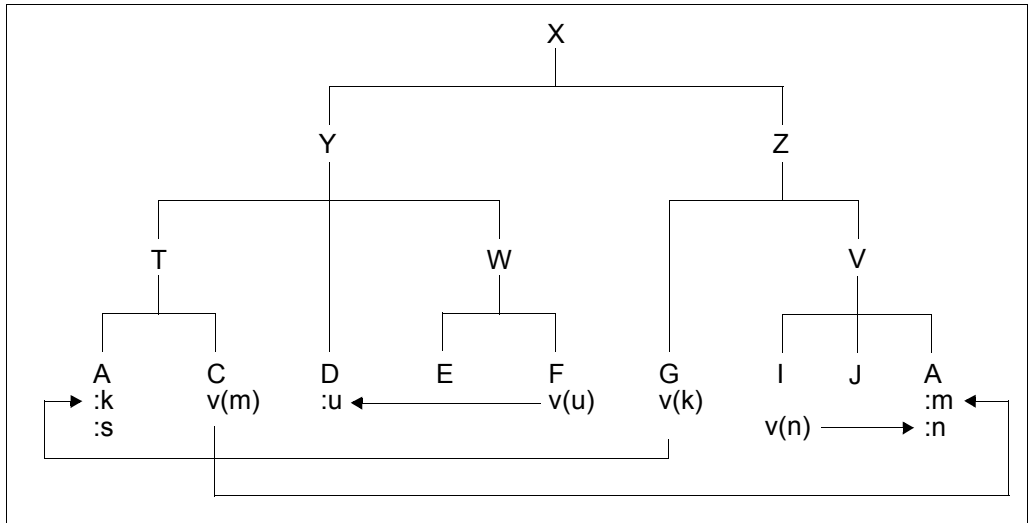 X
Y Z
T W V
A C D E F G I J A
:k v(m) :u v(u) v(k) :m
:s v(n) :n